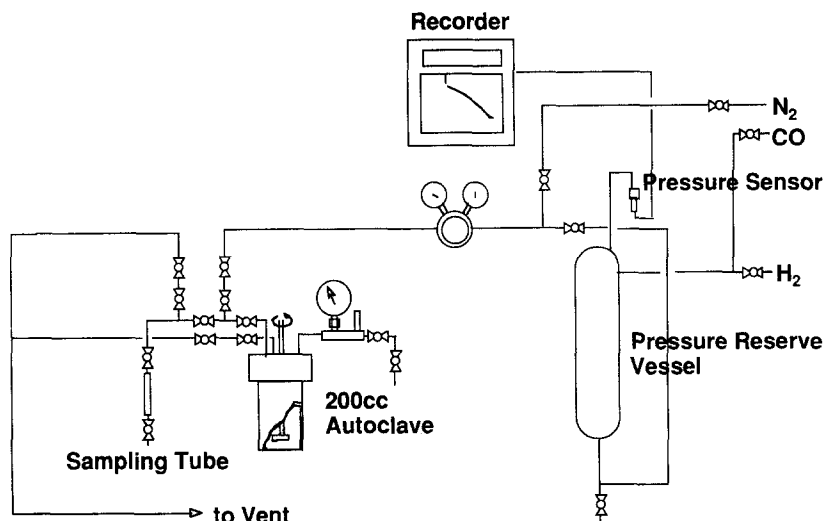 Recorder
N2
CO
Pressure Sensor
H2
Pressure Reserve
Vessel
200cc
Autoclave
Sampling Tube
to Vent